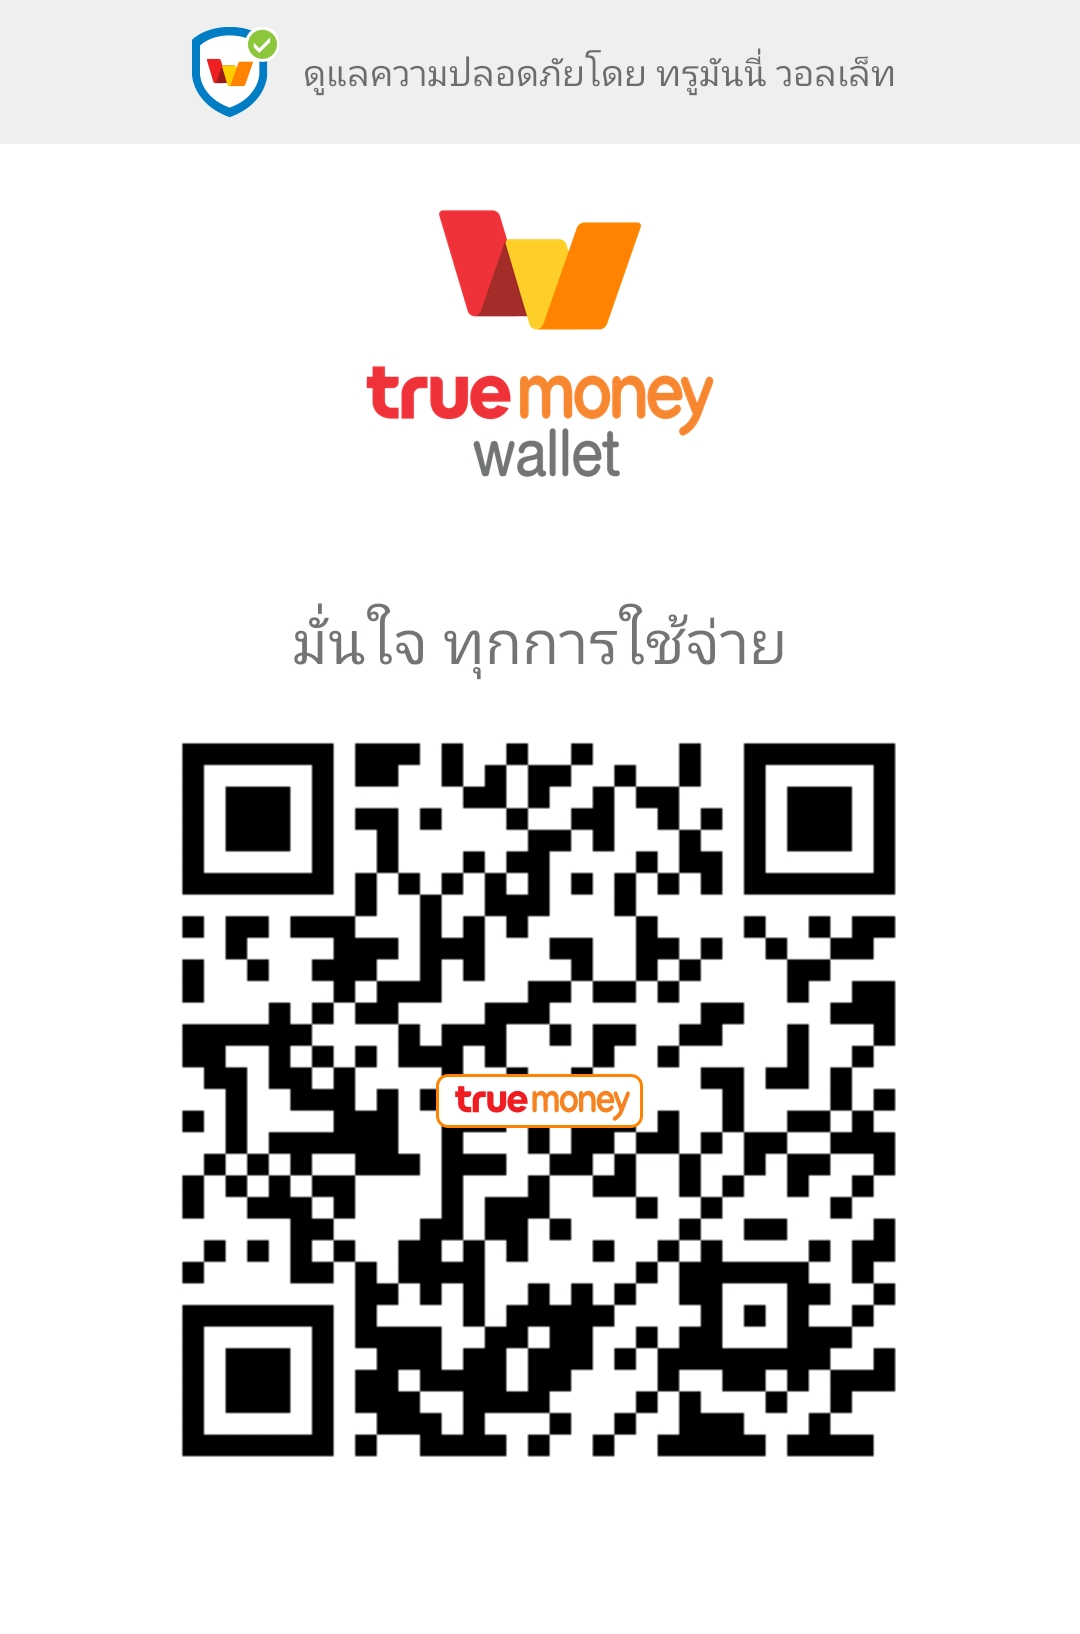 ดูแลความปลอดภัยโดย ทรูมันนี่ วอลเล็ท
truemoney
wallet
มั่นใจ ทุกการใช้จ่าย
truemoney